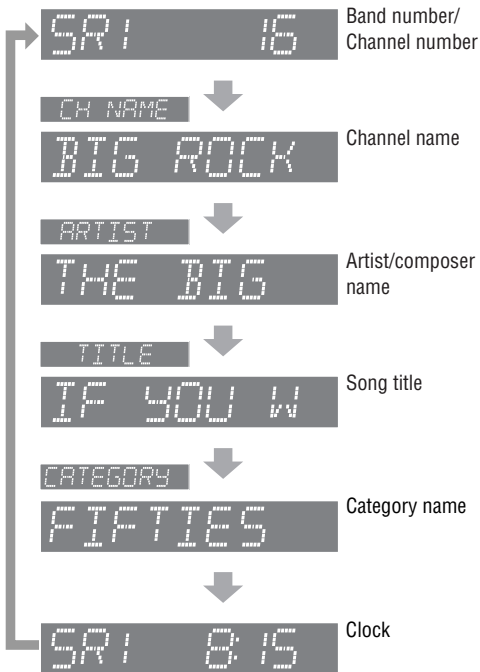 SR1 16
Band number/
Channel number
CH NAME
BIG ROCK
Channel name
ARTIST
THE BIG
Artist/composer
name
TITLE
IF YOU W
Song title
CATEGORY
FIFTIES
Category name
SR1 8:15
Clock